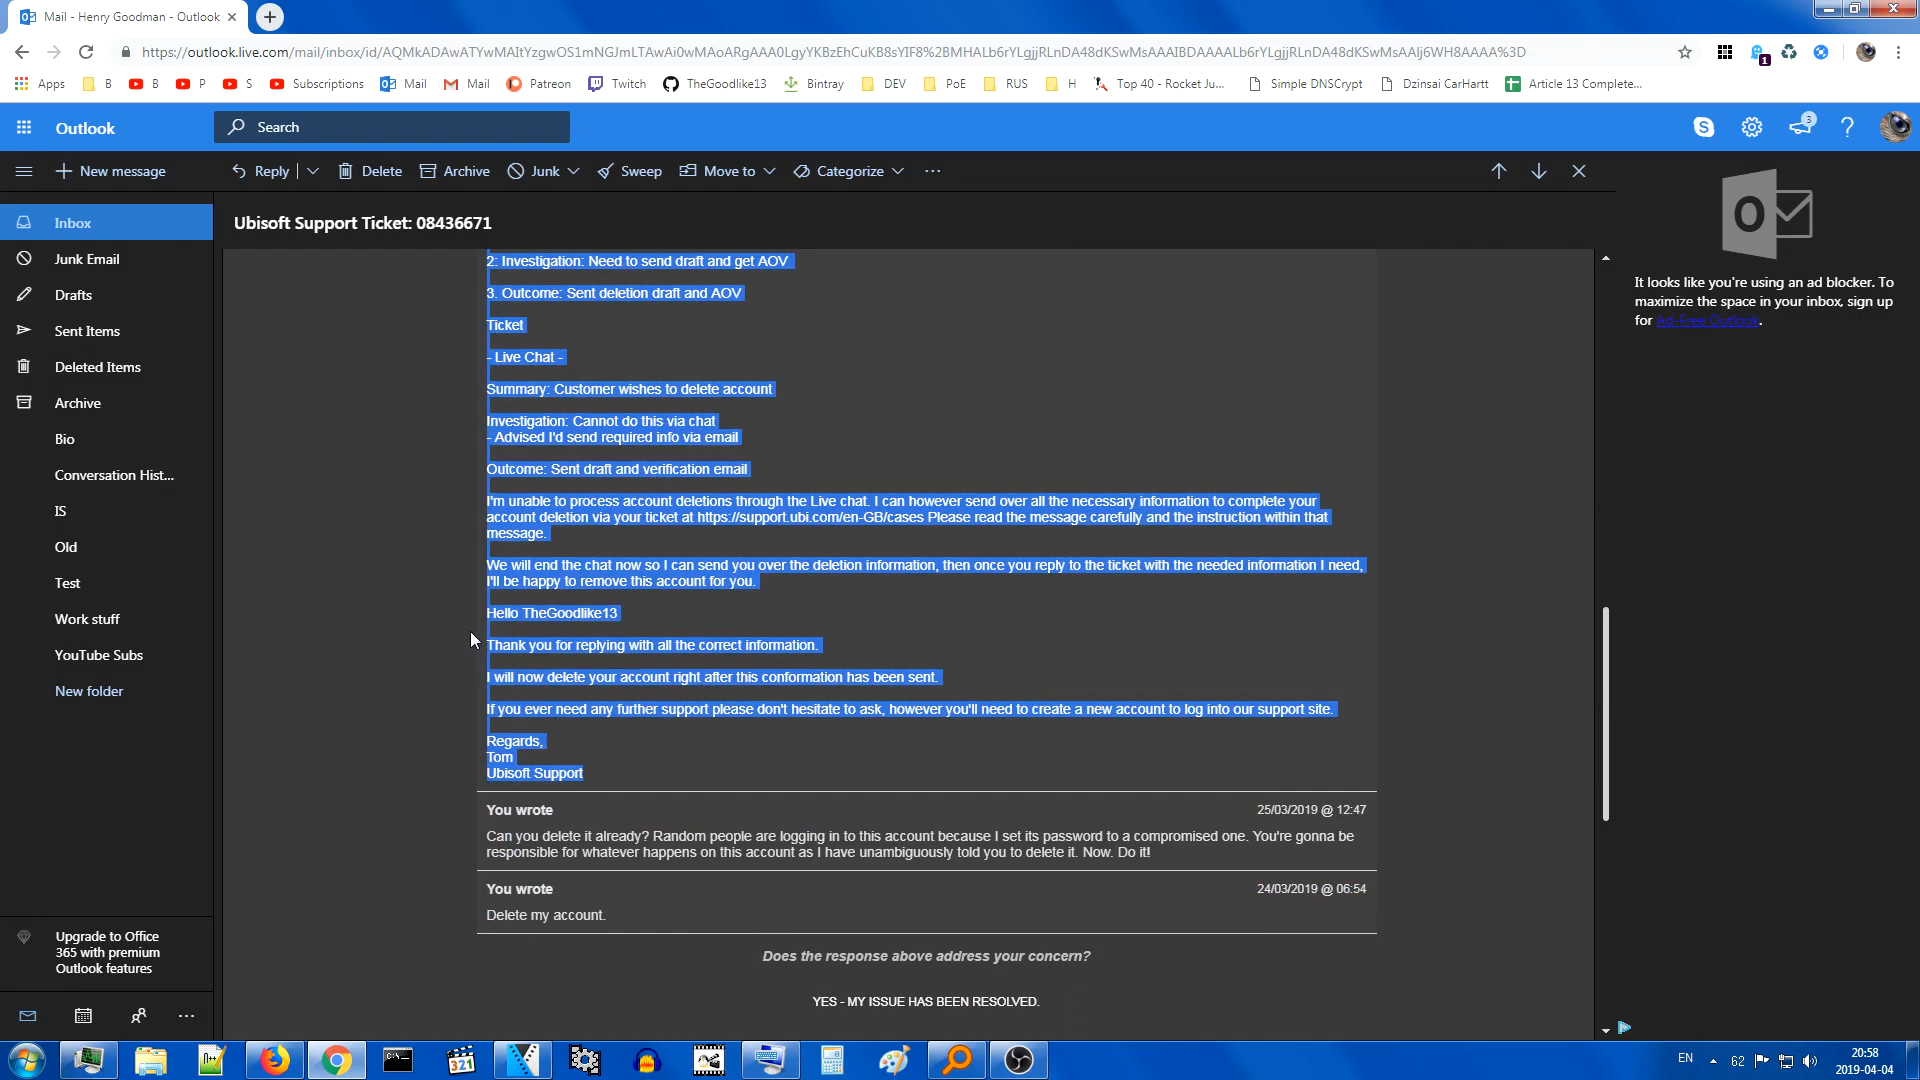 Mail - Henry Goodman - Outlook
https://outlook.live.com/mail/inbox/id/AQMkADAwATYwMAItYzgwOS1mNGJmLTAwAi0wMAoARgAAA0LgyYKBzEhCuKB8sYIF8%2BMHALb6rYLgjjRLnDA48dKSwMsAAAIBDAAAALb6rYLgjjRLnDA48dKSwMsAAlj6WH8AAAA%3D
1
Apps B B P S Subscriptions Mail Mail Patreon Twitch TheGoodlike13 Bintray DEV PoE RUS H Top 40 - Rocket Ju... Simple DNSCrypt Dzinsai CarHartt Article 13 Complete...
Outlook
Search
3
New message
Reply
Delete
Archive
Junk
Sweep
Move to
Categorize
Inbox
Junk Email
Drafts
Sent Items
Deleted Items
Archive
Bio
Conversation Hist...
IS
Old
Test
Work stuff
YouTube Subs
New folder
Upgrade to Office
365 with premium
Outlook features
Ubisoft Support Ticket: 08436671
2: Investigation: Need to send draft and get AOV
3. Outcome: Sent deletion draft and AOV
Ticket
- Live Chat -
Summary: Customer wishes to delete account
Investigation: Cannot do this via chat
- Advised I'd send required info via email
Outcome: Sent draft and verification email
I'm unable to process account deletions through the Live chat. I can however send over all the necessary information to complete your
account deletion via your ticket at https://support.ubi.com/en-GB/cases Please read the message carefully and the instruction within that
message.
We will end the chat now so I can send you over the deletion information, then once you reply to the ticket with the needed information I need,
I'll be happy to remove this account for you.
Hello TheGoodlike13
Thank you for replying with all the correct information.
I will now delete your account right after this conformation has been sent.
If you ever need any further support please don't hesitate to ask, however you'll need to create a new account to log into our support site.
Regards,
Tom
Ubisoft Support
You wrote 25/03/2019 @ 12:47
Can you delete it already? Random people are logging in to this account because I set its password to a compromised one. You're gonna be
responsible for whatever happens on this account as I have unambiguously told you to delete it. Now. Do it!
You wrote 24/03/2019 @ 06:54
Delete my account.
Does the response above address your concern?
YES - MY ISSUE HAS BEEN RESOLVED.
It looks like you're using an ad blocker. To
maximize the space in your inbox, sign up
for Ad-Free Outlook.
321
EN
62
20:58
2019-04-04